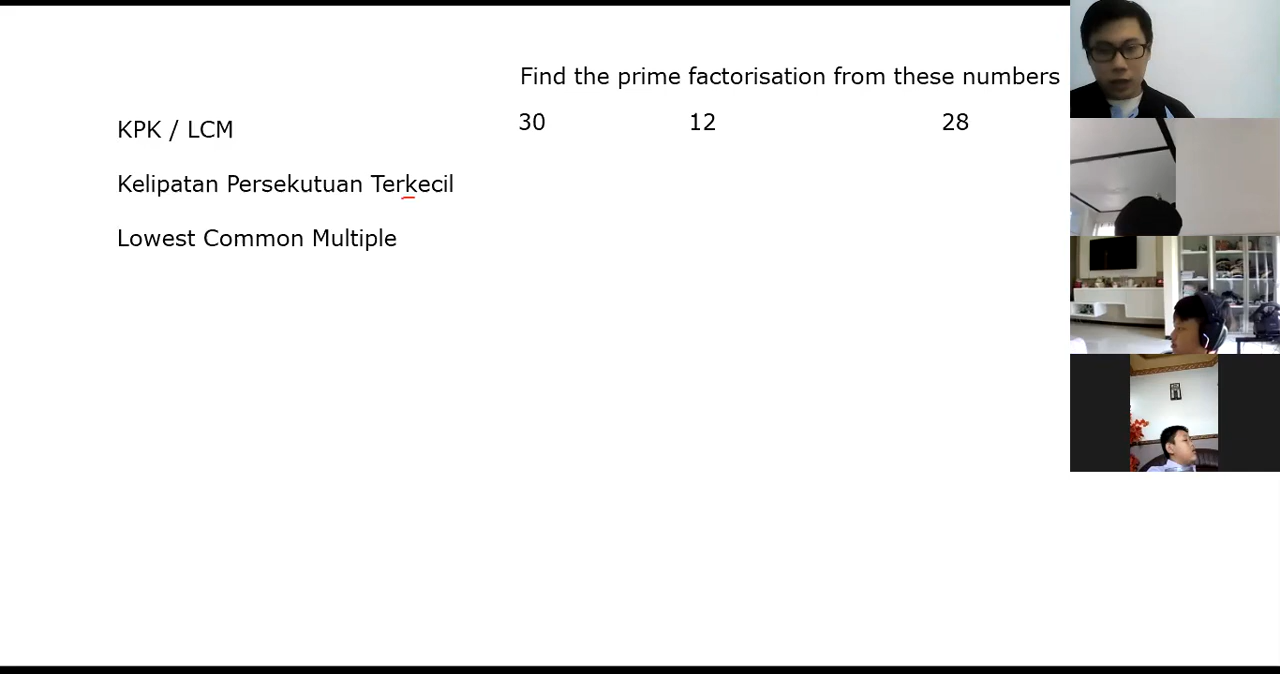 Find the prime factorisation from these numbers
KPK / LCM
30 12 28
Kelipatan Persekutuan Terkecil
Lowest Common Multiple